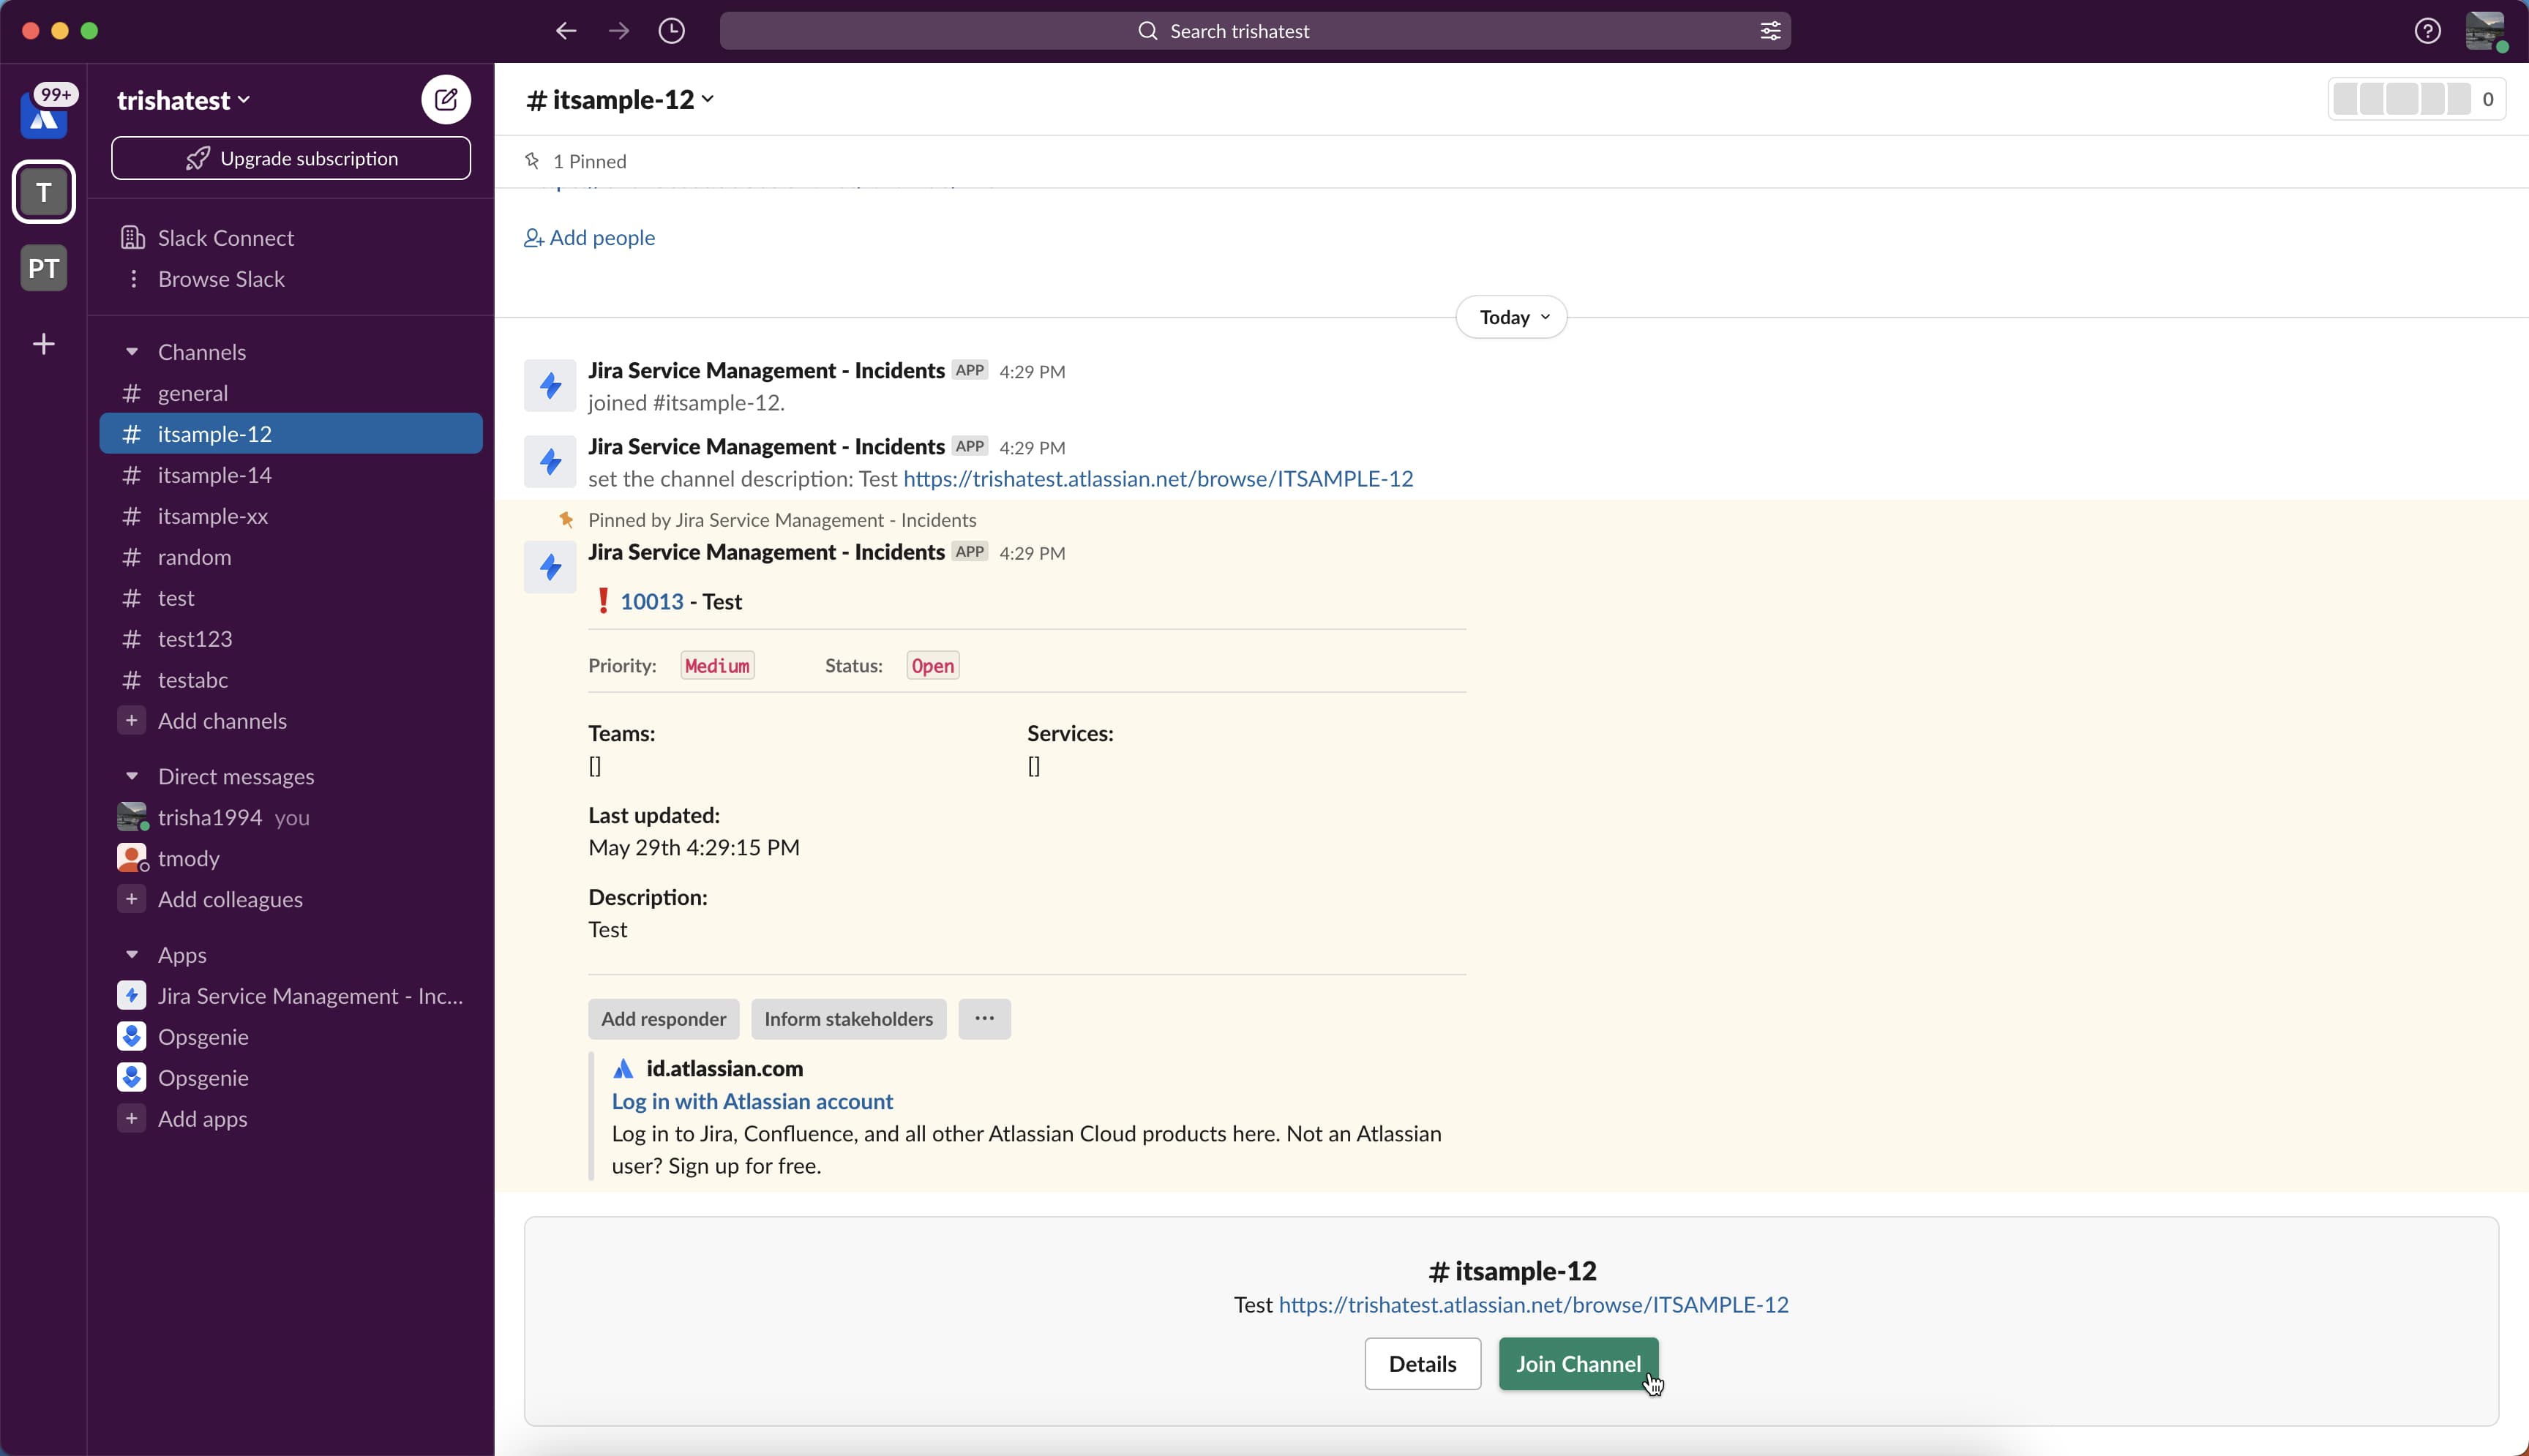 Search trishatest
99+
T
PT
trishatest
Upgrade subscription
Slack Connect
Browse Slack
Channels
# general
# itsample-12
# itsample-14
# itsample-xx
# random
# test
# test123
# testabc
+ Add channels
Direct messages
trisha1994 you
tmody
+ Add colleagues
Apps
Jira Service Management - Inc...
Opsgenie
Opsgenie
+ Add apps
# itsample-12
0
1 Pinned
Add people
Today
Jira Service Management - Incidents APP 4:29 PM
joined #itsample-12.
Jira Service Management - Incidents APP 4:29 PM
set the channel description: Test https://trishatest.atlassian.net/browse/ITSAMPLE-12
Pinned by Jira Service Management - Incidents
Jira Service Management - Incidents APP 4:29 PM
❗ 10013 - Test
Priority: Medium Status: Open
Teams: Services:
[] []
Last updated:
May 29th 4:29:15 PM
Description:
Test
Add responder Inform stakeholders ...
id.atlassian.com
Log in with Atlassian account
Log in to Jira, Confluence, and all other Atlassian Cloud products here. Not an Atlassian
user? Sign up for free.
# itsample-12
Test https://trishatest.atlassian.net/browse/ITSAMPLE-12
Details Join Channel